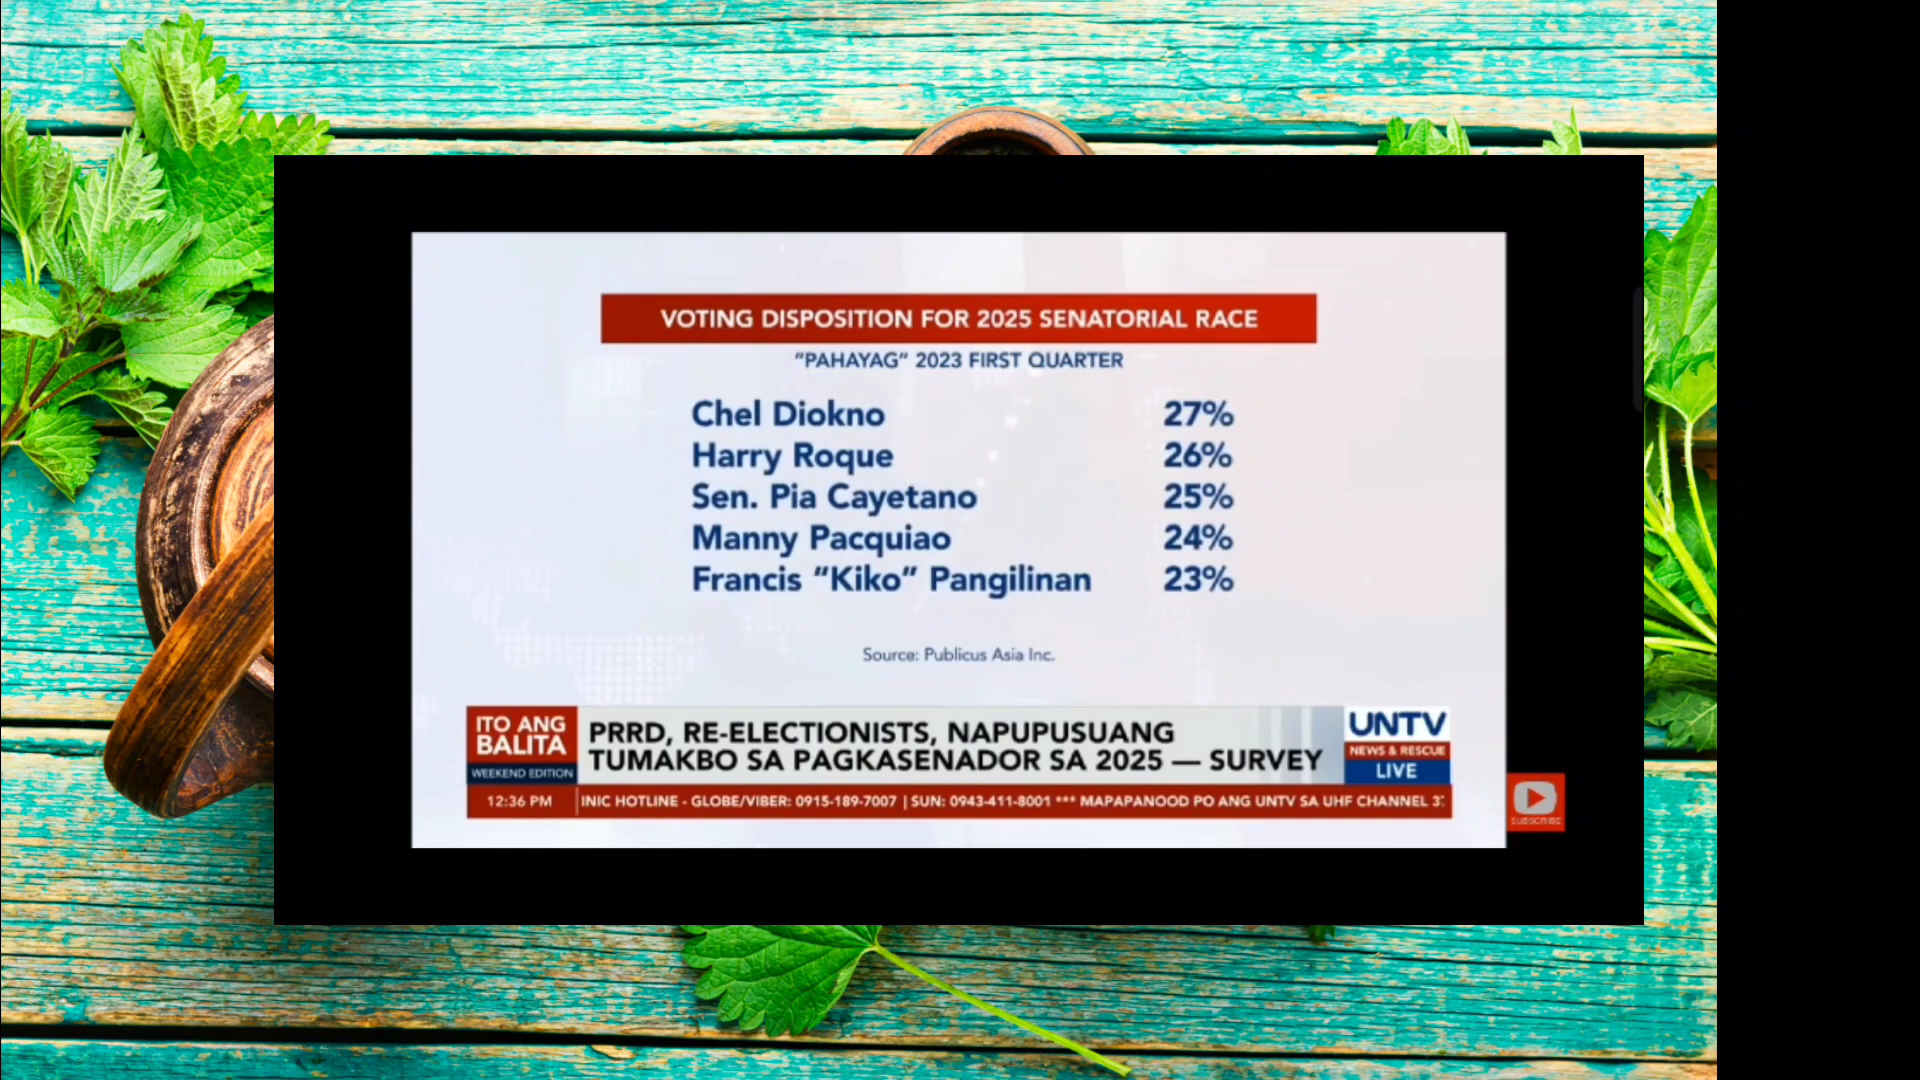 VOTING DISPOSITION FOR 2025 SENATORIAL RACE
"PAHAYAG" 2023 FIRST QUARTER
Chel Diokno 27%
Harry Roque 26%
Sen. Pia Cayetano 25%
Manny Pacquiao 24%
Francis "Kiko" Pangilinan 23%
Source: Publicus Asia Inc.
ITO ANG
BALITA
WEEKEND EDITION
PRRD, RE-ELECTIONISTS, NAPUPUSUANG
TUMAKBO SA PAGKASENADOR SA 2025 — SURVEY
UNTV
NEWS & RESCUE
LIVE
12:36 PM
INIC HOTLINE - GLOBE/VIBER: 0915-189-7007 | SUN: 0943-411-8001 *** MAPAPANOOD PO ANG UNTV SA UHF CHANNEL
SUBSCRIBE